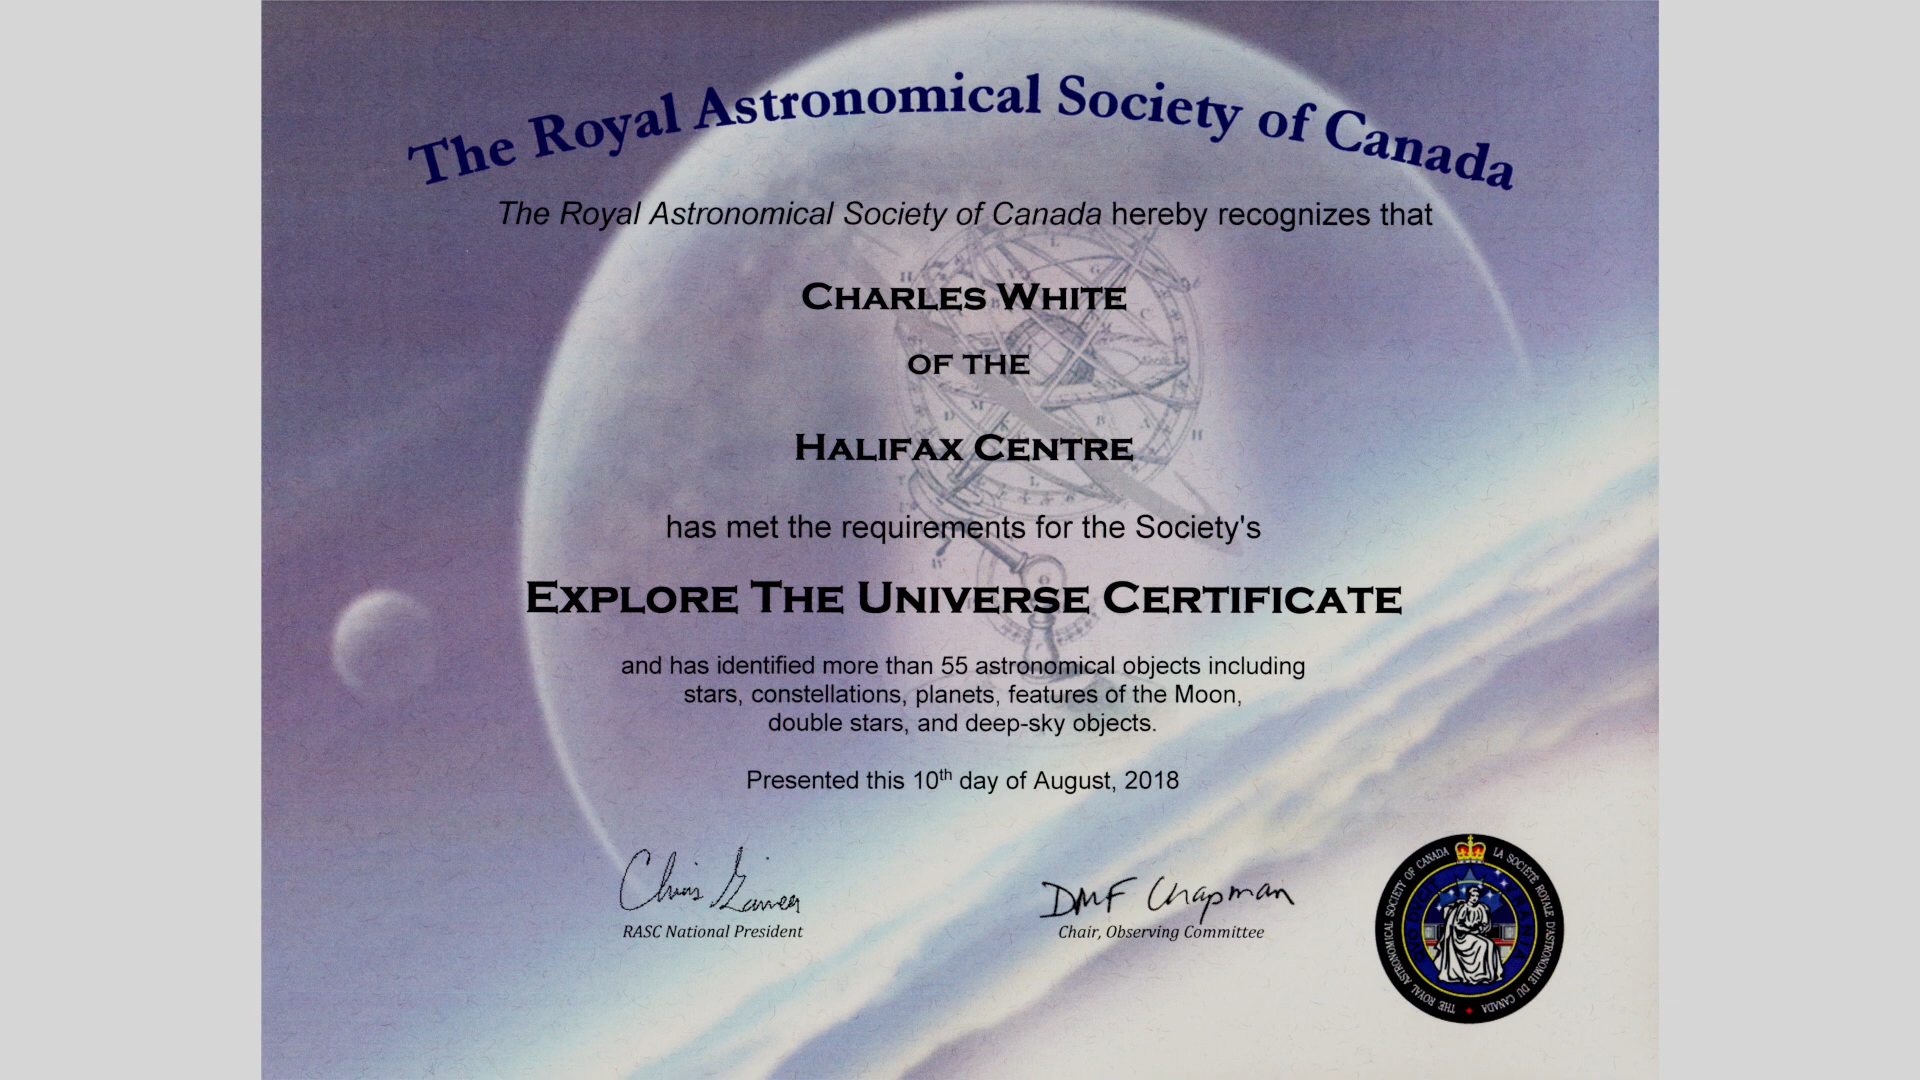 The Royal Astronomical Society of Canada
The Royal Astronomical Society of Canada hereby recognizes that
CHARLES WHITE
OF THE
HALIFAX CENTRE
has met the requirements for the Society's
EXPLORE THE UNIVERSE CERTIFICATE
and has identified more than 55 astronomical objects including
stars, constellations, planets, features of the Moon,
double stars, and deep-sky objects.
Presented this 10th day of August, 2018
DMF Chapman
RASC National President
Chair, Observing Committee
THE ROYAL ASTRONOMICAL SOCIETY OF CANADA
LA SOCIÉTÉ ROYALE D'ASTRONOMIE DU CANADA